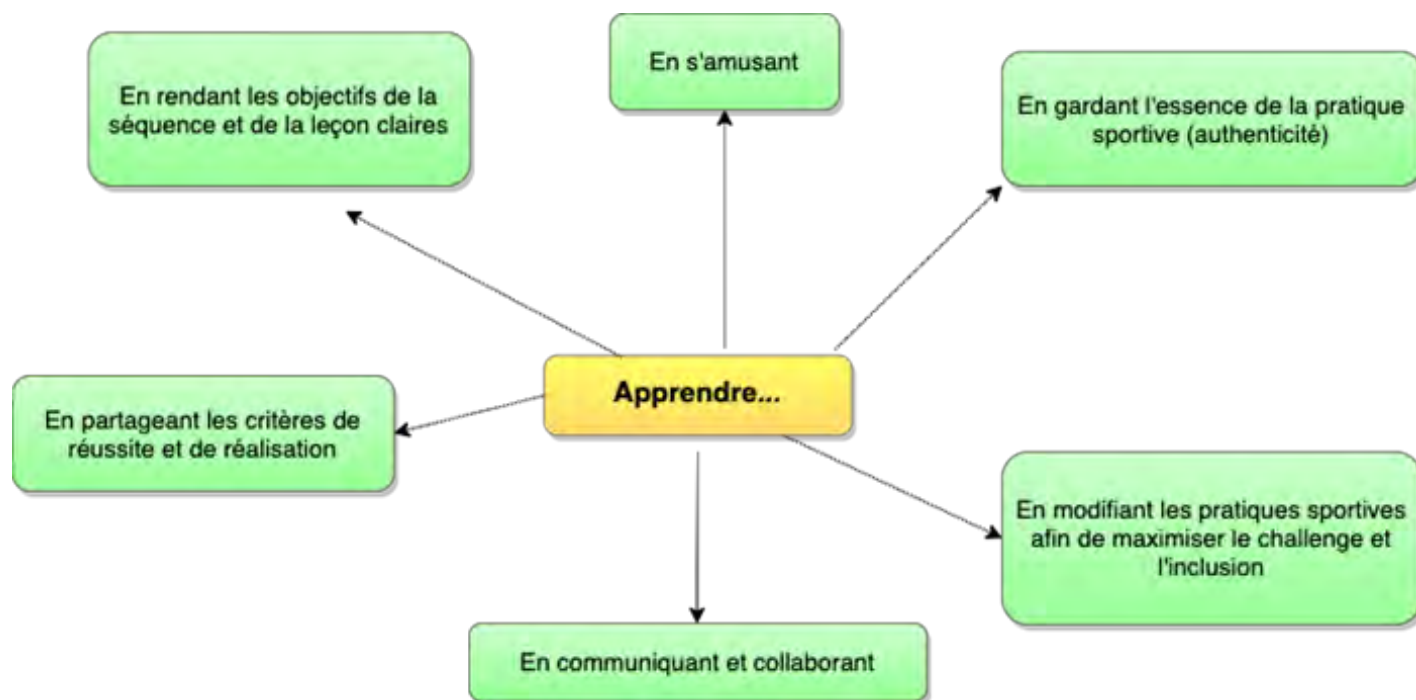 En rendant les objectifs de la
séquence et de la leçon claires
En s'amusant
En gardant l'essence de la pratique
sportive (authenticité)
Apprendre...
En partageant les critères de
réussite et de réalisation
En modifiant les pratiques sportives
afin de maximiser le challenge et
l'inclusion
En communiquant et collaborant